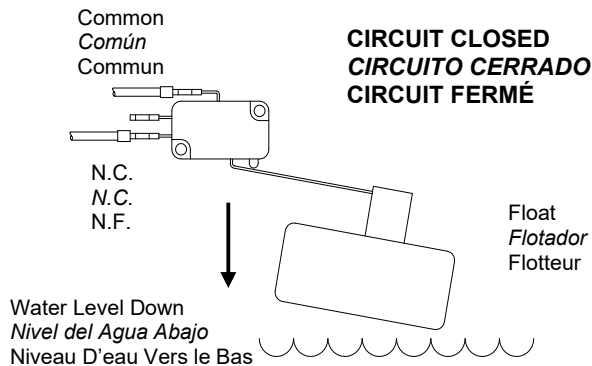 Common
Común
Commun
CIRCUIT CLOSED
CIRCUITO CERRADO
CIRCUIT FERMÉ
N.C.
N.C.
N.F.
Float
Flotador
Flotteur
Water Level Down
Nivel del Agua Abajo
Niveau D’eau Vers le Bas